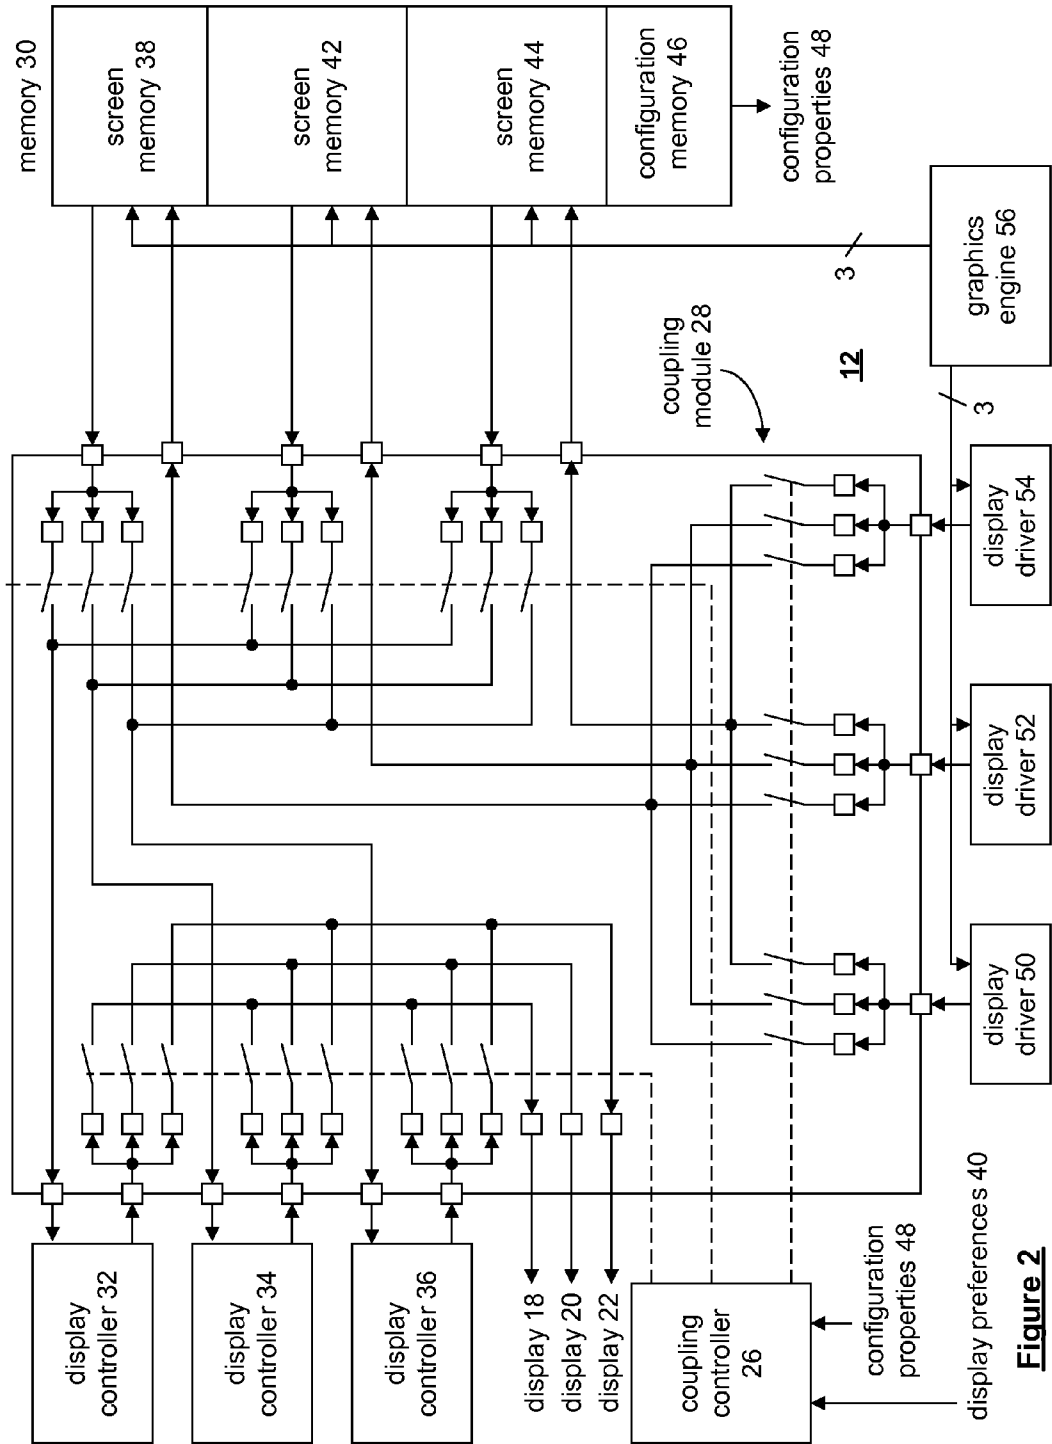 memory 30
screen
memory 38
screen
memory 42
screen
memory 44
configuration
memory 46
configuration
properties 48
3
graphics
engine 56
3
coupling
module 28
12
display
controller 32
display
controller 34
display
controller 36
display 18
display 20
display 22
coupling
controller
26
configuration
properties 48
display preferences 40
display
driver 50
display
driver 52
display
driver 54
Figure 2